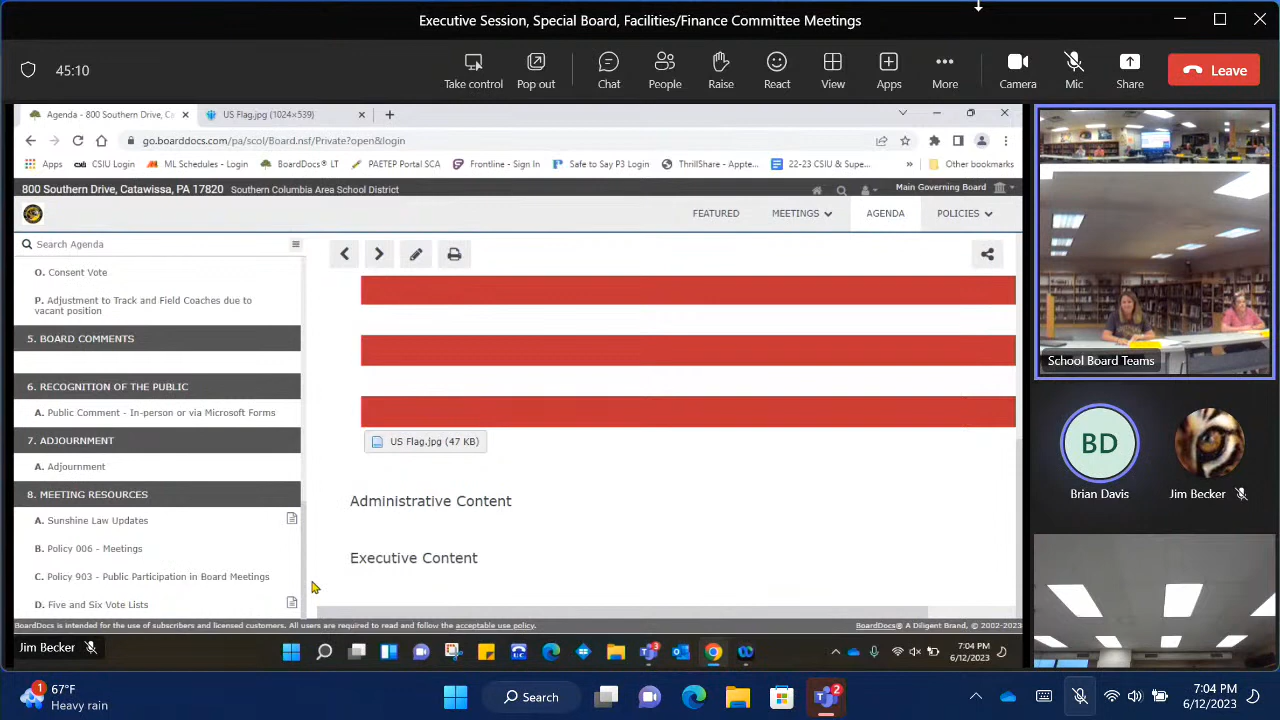 Executive Session, Special Board, Facilities/Finance Committee Meetings
45:10
Take control
Pop out
Chat
People
Raise
React
View
Apps
More
Camera
Mic
Share
Leave
Agenda - 800 Southern Drive, Ca
US Flag.jpg (1024×539)
go.boarddocs.com/pa/scol/Board.nsf/Private?open&login
Apps
CSIU Login
ML Schedules - Login
BoardDocs® LT
PAETEP Portal SCA
Frontline - Sign In
Safe to Say P3 Login
ThrillShare - Appte...
22-23 CSIU & Supe...
Other bookmarks
800 Southern Drive, Catawissa, PA 17820 Southern Columbia Area School District
Main Governing Board
FEATURED
MEETINGS
AGENDA
POLICIES
Search Agenda
O. Consent Vote
P. Adjustment to Track and Field Coaches due to
vacant position
5. BOARD COMMENTS
6. RECOGNITION OF THE PUBLIC
A. Public Comment - In-person or via Microsoft Forms
7. ADJOURNMENT
A. Adjournment
8. MEETING RESOURCES
A. Sunshine Law Updates
B. Policy 006 - Meetings
C. Policy 903 - Public Participation in Board Meetings
D. Five and Six Vote Lists
US Flag.jpg (47 KB)
Administrative Content
Executive Content
BoardDocs is intended for the use of subscribers and licensed customers. All users are required to read and follow the acceptable use policy.
BoardDocs® A Diligent Brand, © 2002-2023
Jim Becker
7:04 PM
6/12/2023
School Board Teams
BD
Brian Davis
Jim Becker
1
67°F
Heavy rain
Search
2
7:04 PM
6/12/2023